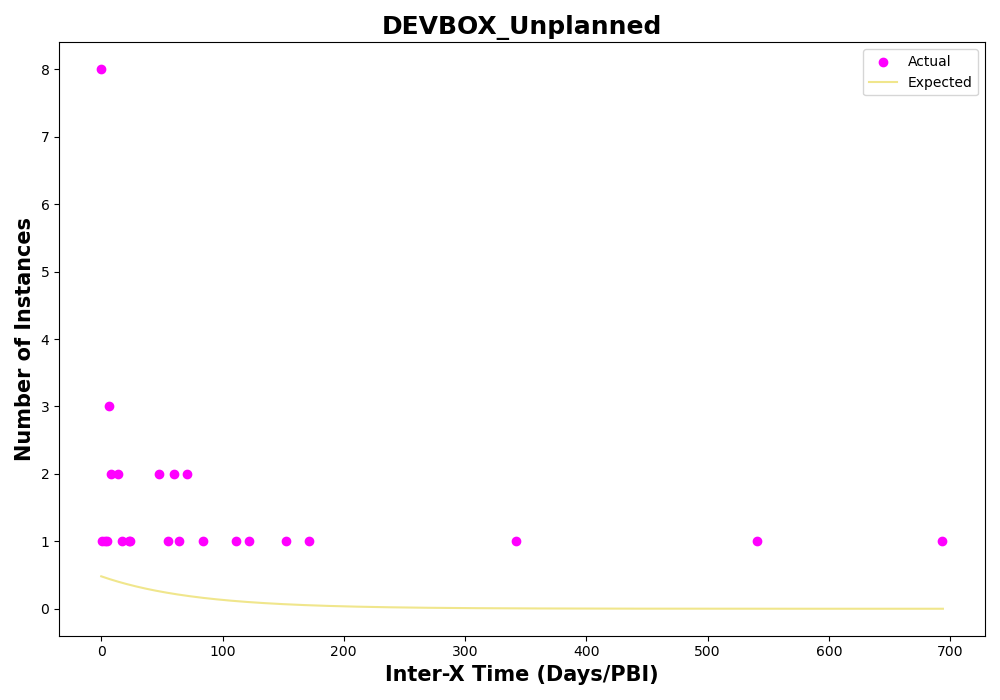 DEVBOX_Unplanned
Actual
Expected
Number of Instances
8
7
6
5
4
3
2
1
0
0 100 200 300 400 500 600 700
Inter-X Time (Days/PBI)